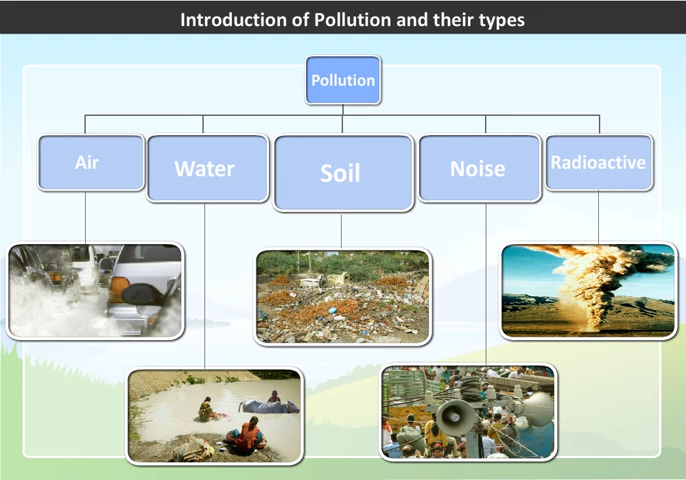 Introduction of Pollution and their types
Pollution
Air
Water
Soil
Noise
Radioactive